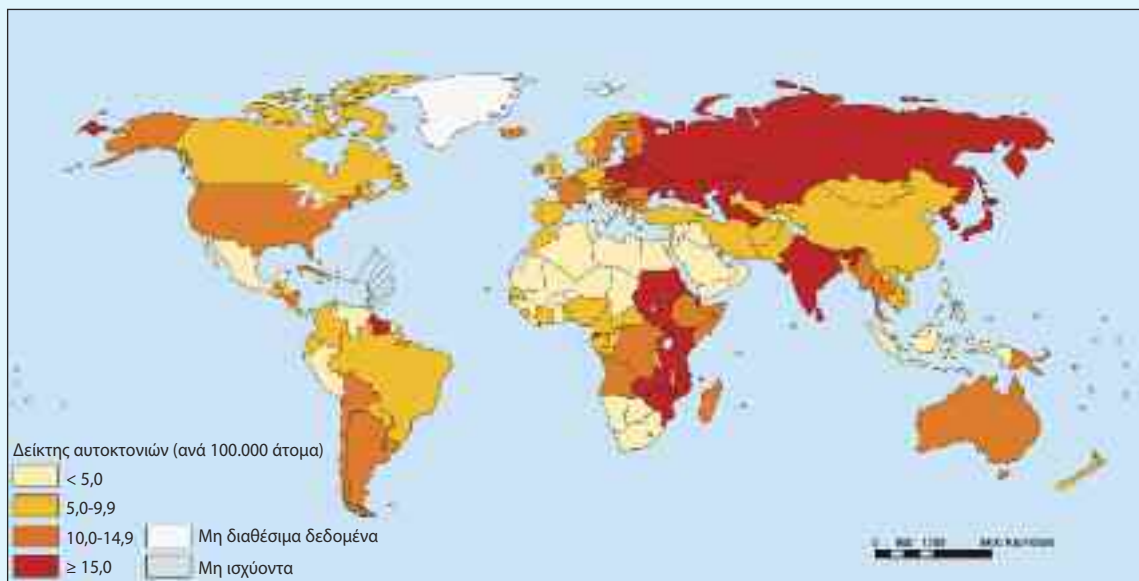 Δείκτης αυτοκτονιών (ανά 100.000 άτομα)
< 5,0
5,0-9,9
10,0-14,9
≥ 15,0
Μη διαθέσιμα δεδομένα
Μη ισχύοντα